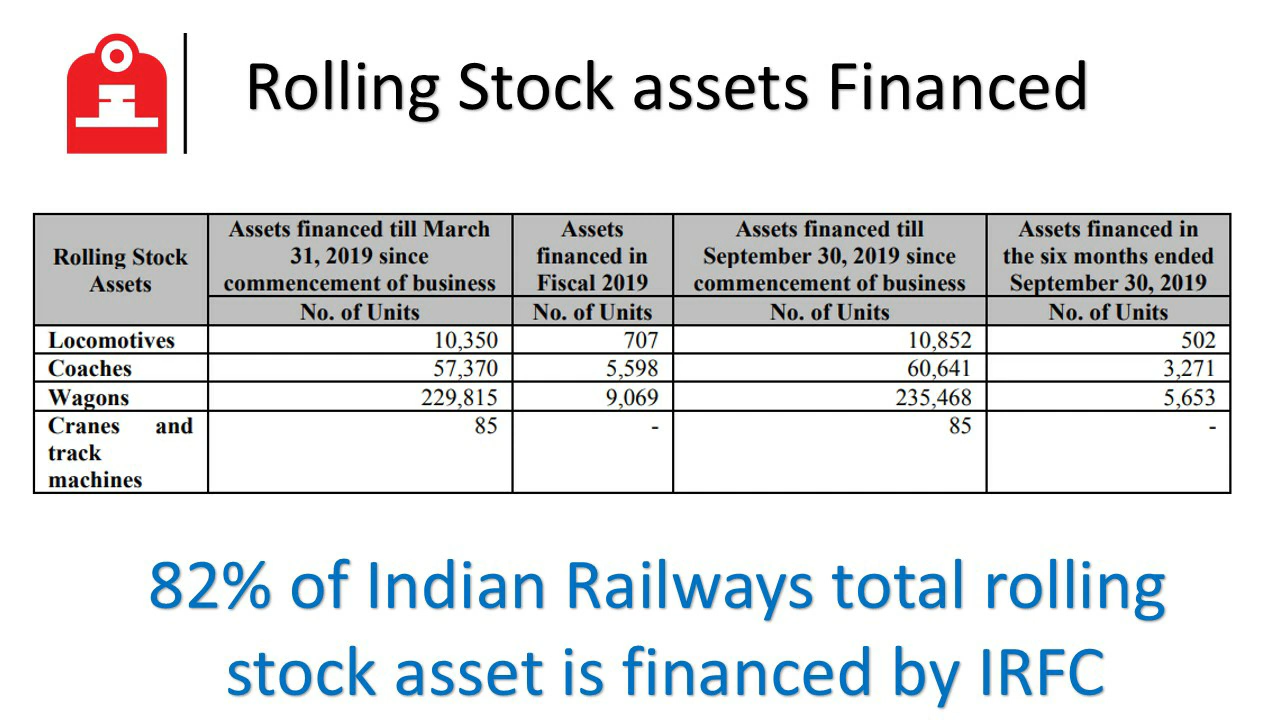 Rolling Stock assets Financed
Rolling Stock Assets | Assets financed till March 31, 2019 since commencement of business | Assets financed in Fiscal 2019 | Assets financed till September 30, 2019 since commencement of business | Assets financed in the six months ended September 30, 2019
No. of Units | No. of Units | No. of Units | No. of Units
Locomotives | 10,350 | 707 | 10,852 | 502
Coaches | 57,370 | 5,598 | 60,641 | 3,271
Wagons | 229,815 | 9,069 | 235,468 | 5,653
Cranes and track machines | 85 | - | 85 | -
82% of Indian Railways total rolling
stock asset is financed by IRFC